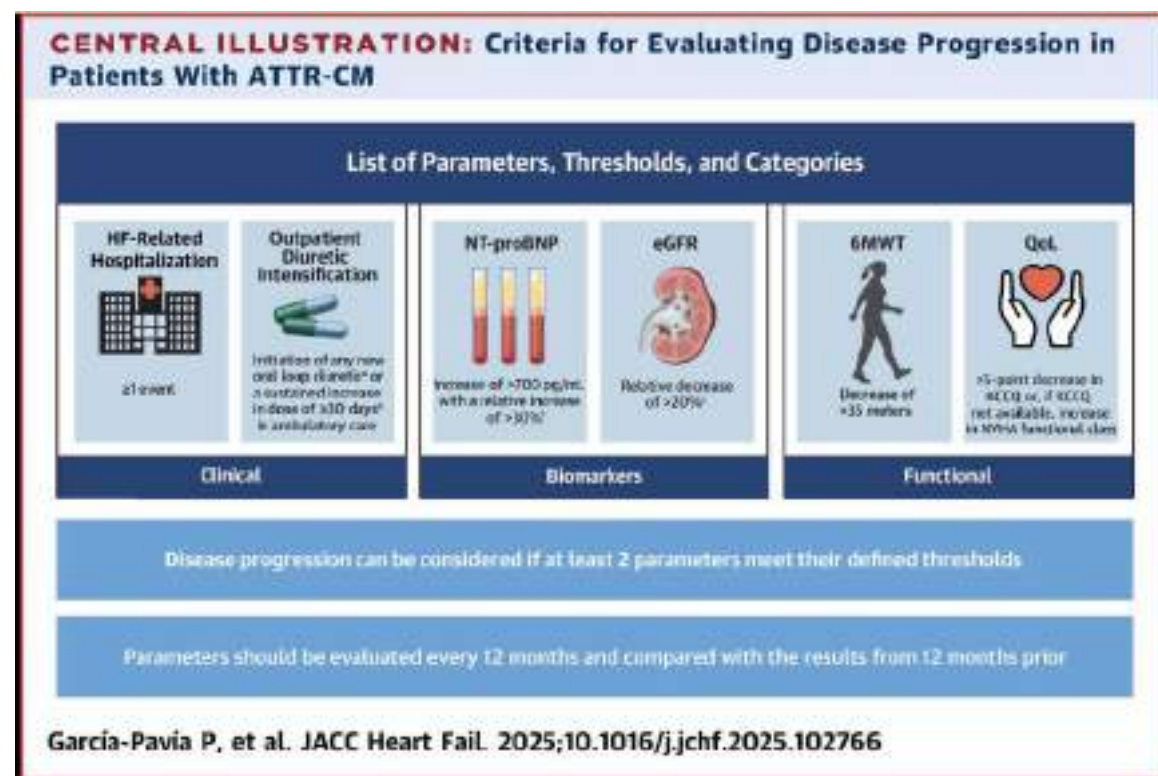 CENTRAL ILLUSTRATION: Criteria for Evaluating Disease Progression in
Patients With ATTR-CM
List of Parameters, Thresholds, and Categories
HF-Related
Hospitalization
≥1 event
Outpatient
Diuretic
Intensification
Initiation of any new
oral loop diuretic or
a sustained increase
in dose of ≥30 days
in ambulatory care
Clinical
NT-proBNP
Increase of >700 pg/mL
with a relative increase
of >30%
eGFR
Relative decrease
of >20%
Biomarkers
6MWT
Decrease of
>35 meters
QoL
>5-point decrease in
KCCQ or, if KCCQ
not available, increase
in NYHA functional class
Functional
Disease progression can be considered if at least 2 parameters meet their defined thresholds
Parameters should be evaluated every 12 months and compared with the results from 12 months prior
García-Pavía P, et al. JACC Heart Fail. 2025;10.1016/j.jchf.2025.102766